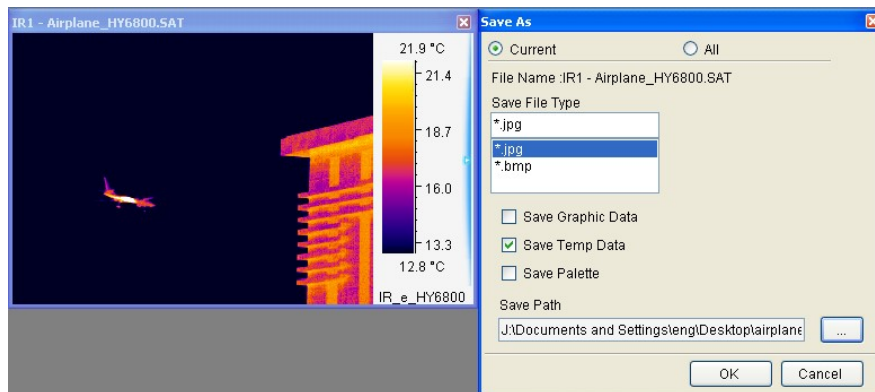 IR1 - Airplane_HY6800.SAT
21.9 °C
21.4
18.7
16.0
13.3
12.8 °C
IR_e_HY6800
Save As
Current
All
File Name :IR1 - Airplane_HY6800.SAT
Save File Type
*.jpg
*.jpg
*.bmp
Save Graphic Data
Save Temp Data
Save Palette
Save Path
J:\Documents and Settings\eng\Desktop\airplane
...
OK
Cancel